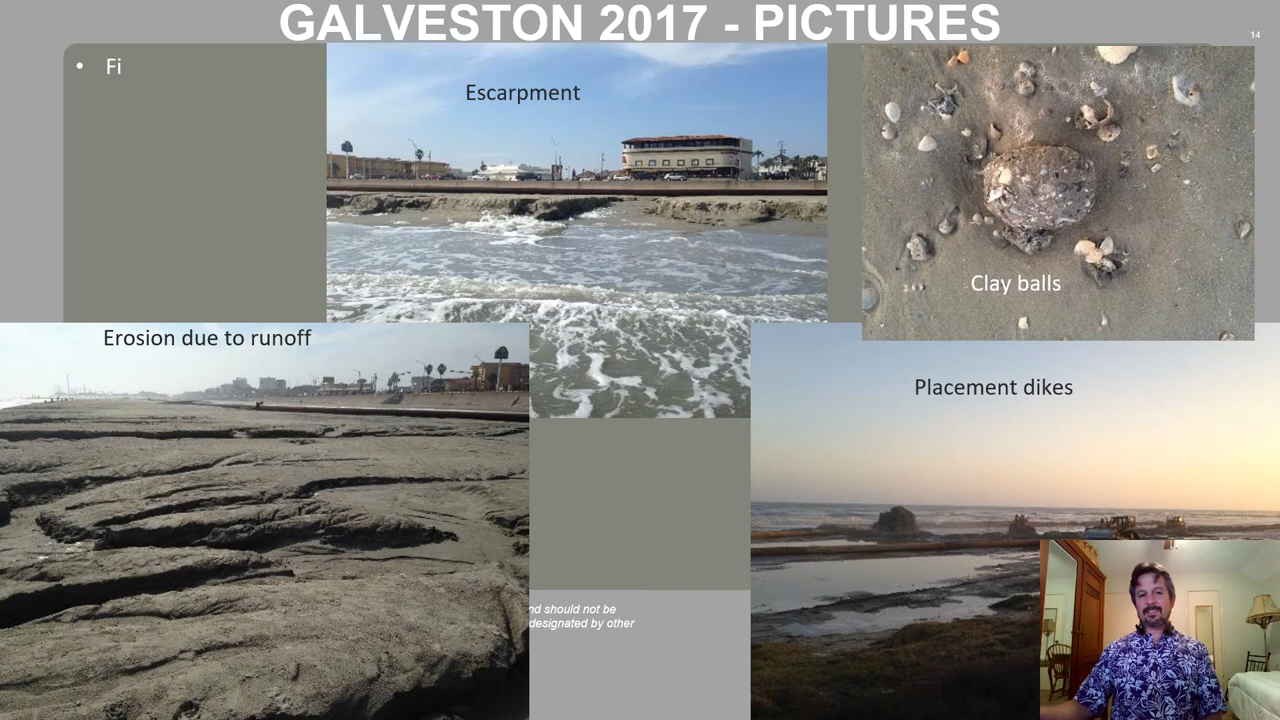 GALVESTON 2017 - PICTURES
14
• Fi
Escarpment
Clay balls
Erosion due to runoff
Placement dikes
nd should not be
designated by other